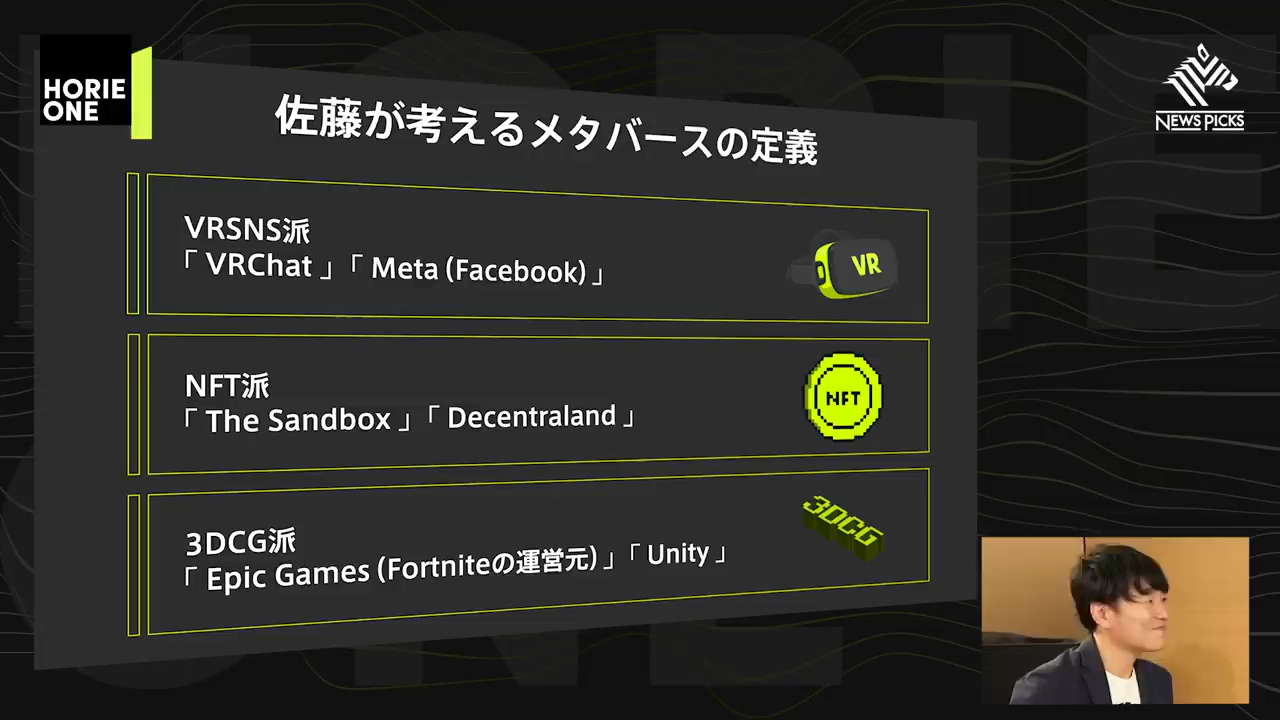 HORIE
ONE
NEWSPICKS
佐藤が考えるメタバースの定義
VRSNS派
「 VRChat 」「 Meta (Facebook) 」
VR
NFT派
「 The Sandbox 」「 Decentraland 」
NFT
3DCG派
「 Epic Games (Fortniteの運営元) 」「 Unity 」
3DCG